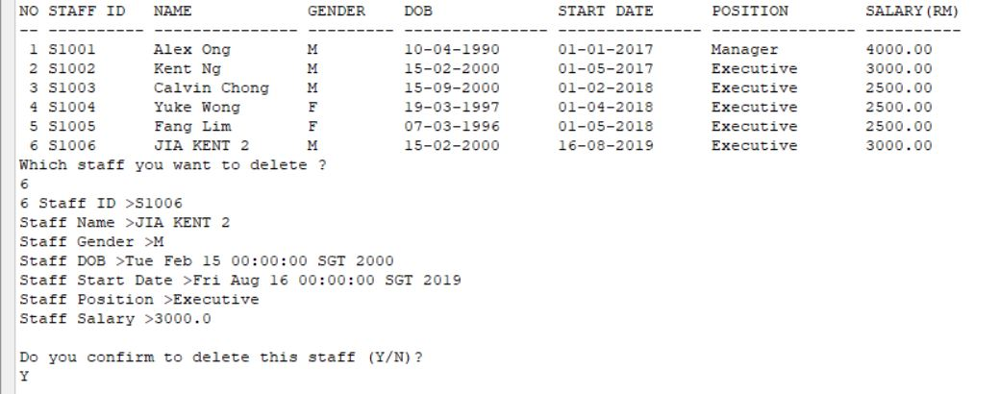 NO STAFF ID   NAME            GENDER    DOB             START DATE      POSITION        SALARY(RM)
-- ---------- --------------- --------- --------------- --------------- --------------- ----------
 1 S1001      Alex Ong        M         10-04-1990      01-01-2017      Manager         4000.00
 2 S1002      Kent Ng         M         15-02-2000      01-05-2017      Executive       3000.00
 3 S1003      Calvin Chong    M         15-09-2000      01-02-2018      Executive       2500.00
 4 S1004      Yuke Wong       F         19-03-1997      01-04-2018      Executive       2500.00
 5 S1005      Fang Lim        F         07-03-1996      01-05-2018      Executive       2500.00
 6 S1006      JIA KENT 2      M         15-02-2000      16-08-2019      Executive       3000.00
Which staff you want to delete ?
6
6 Staff ID >S1006
Staff Name >JIA KENT 2
Staff Gender >M
Staff DOB >Tue Feb 15 00:00:00 SGT 2000
Staff Start Date >Fri Aug 16 00:00:00 SGT 2019
Staff Position >Executive
Staff Salary >3000.0
Do you confirm to delete this staff (Y/N)?
Y